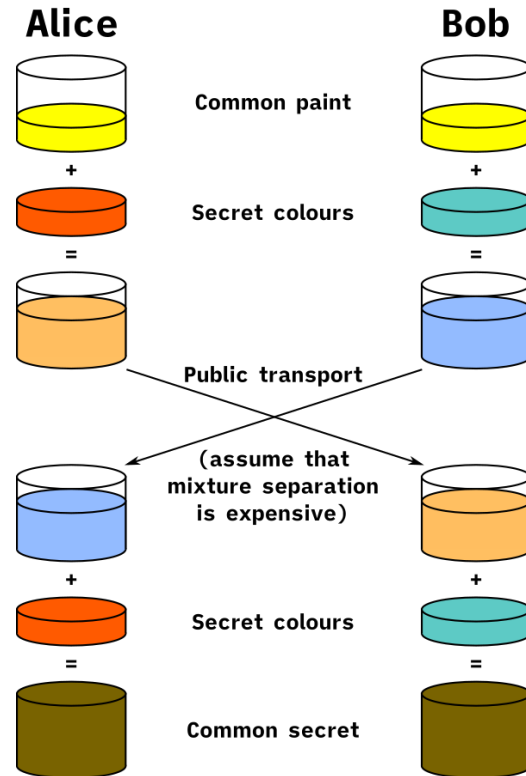 Alice
Bob
Common paint
+
+
Secret colours
=
=
Public transport
(assume that
mixture separation
is expensive)
+
+
Secret colours
=
=
Common secret